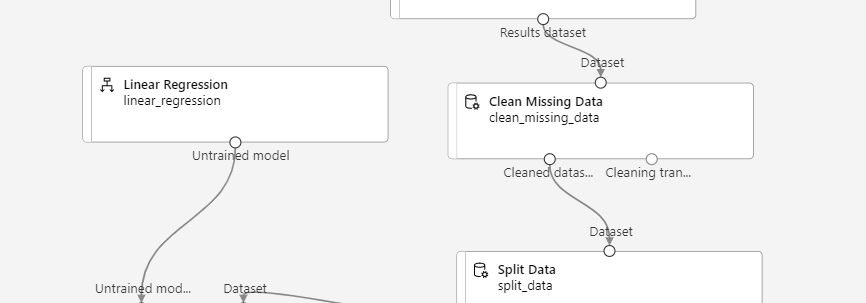 Results dataset
Dataset
Linear Regression
linear_regression
Clean Missing Data
clean_missing_data
Untrained model
Cleaned datas...
Cleaning tran...
Dataset
Split Data
split_data
Untrained mod...
Dataset